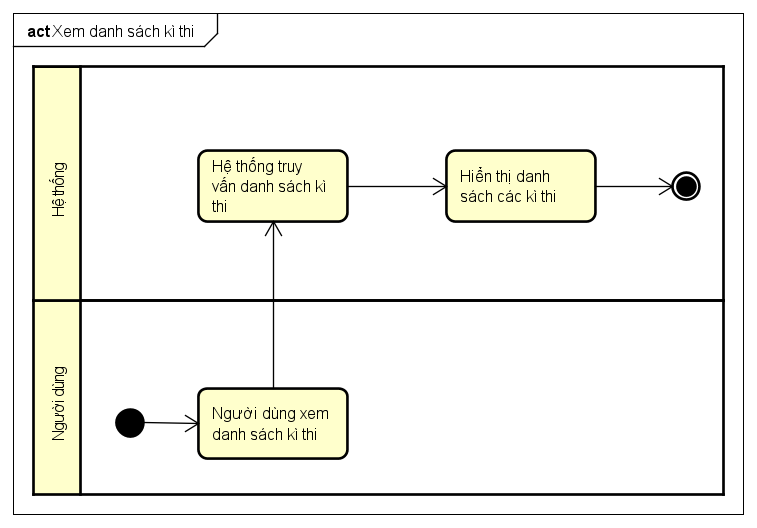 act Xem danh sách kì thi
Hệ thống
Hệ thống truy
vấn danh sách kì
thi
Hiển thị danh
sách các kì thi
Người dùng
Người dùng xem
danh sách kì thi